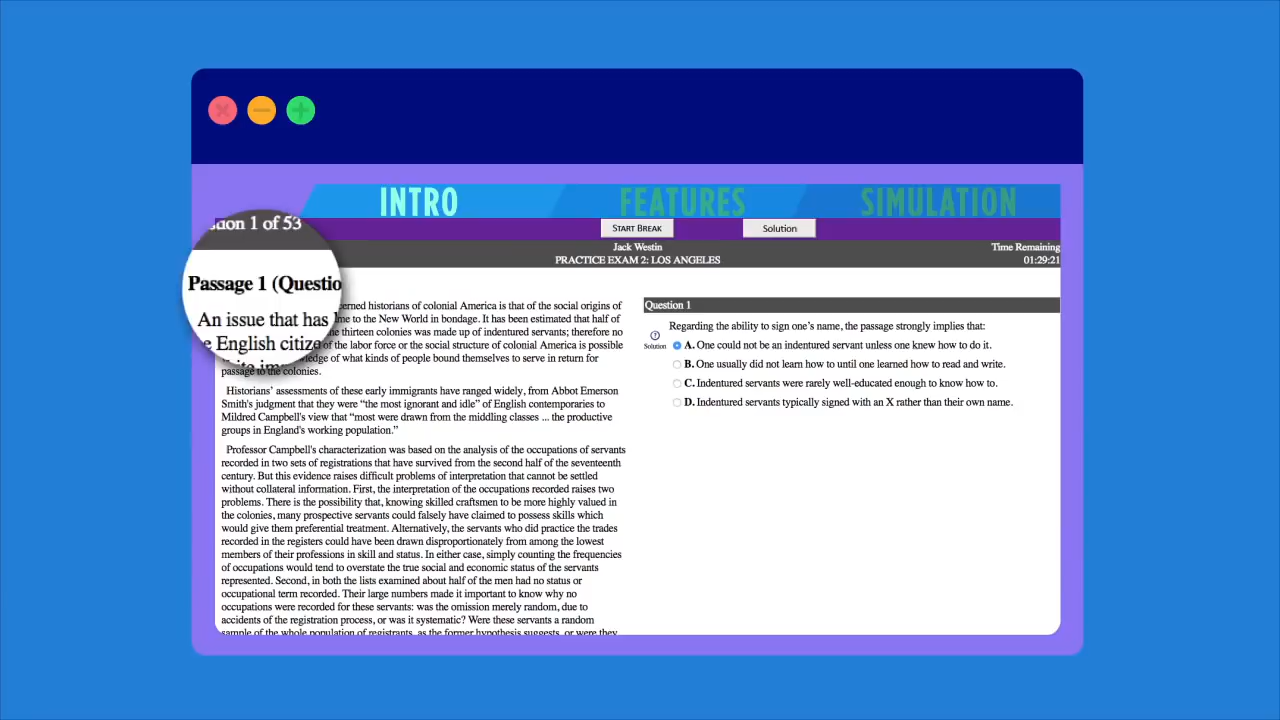 INTRO FEATURES SIMULATION
START BREAK Solution
Jack Westin
PRACTICE EXAM 2: LOS ANGELES
Time Remaining
01:29:21
1 of 53
Passage 1 (Questio
An issue that has
e English citize
erned historians of colonial America is that of the social origins of
me to the New World in bondage. It has been estimated that half of
e thirteen colonies was made up of indentured servants; therefore no
of the labor force or the social structure of colonial America is possible
ledge of what kinds of people bound themselves to serve in return for
passage to the colonies.
Historians’ assessments of these early immigrants have ranged widely, from Abbot Emerson
Smith's judgment that they were “the most ignorant and idle” of English contemporaries to
Mildred Campbell's view that “most were drawn from the middling classes ... the productive
groups in England's working population.”
Professor Campbell's characterization was based on the analysis of the occupations of servants
recorded in two sets of registrations that have survived from the second half of the seventeenth
century. But this evidence raises difficult problems of interpretation that cannot be settled
without collateral information. First, the interpretation of the occupations recorded raises two
problems. There is the possibility that, knowing skilled craftsmen to be more highly valued in
the colonies, many prospective servants could falsely have claimed to possess skills which
would give them preferential treatment. Alternatively, the servants who did practice the trades
recorded in the registers could have been drawn disproportionately from among the lowest
members of their professions in skill and status. In either case, simply counting the frequencies
of occupations would tend to overstate the true social and economic status of the servants
represented. Second, in both the lists examined about half of the men had no status or
occupational term recorded. Their large numbers made it important to know why no
occupations were recorded for these servants: was the omission merely random, due to
accidents of the registration process, or was it systematic? Were these servants a random
sample of the whole population of registrants, as the former hypothesis suggests, or were they
Question 1
Solution
Regarding the ability to sign one’s name, the passage strongly implies that:
A. One could not be an indentured servant unless one knew how to do it.
B. One usually did not learn how to until one learned how to read and write.
C. Indentured servants were rarely well-educated enough to know how to.
D. Indentured servants typically signed with an X rather than their own name.